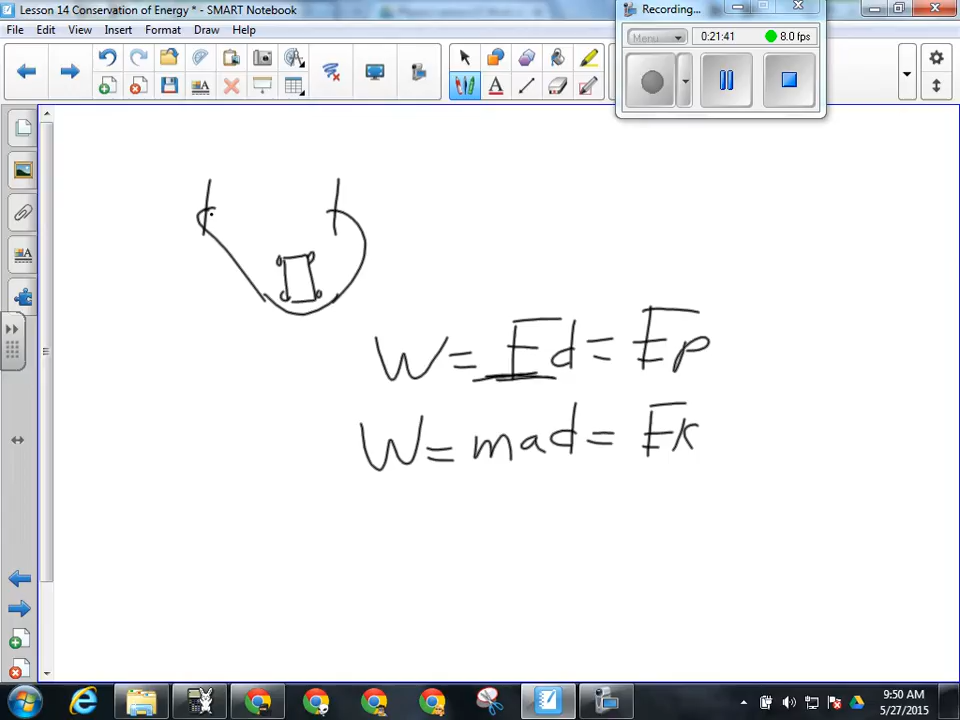 Lesson 14 Conservation of Energy * - SMART Notebook
Recording...
File Edit View Insert Format Draw Help
Menu 0:21:41 8.0 fps
W = Fd = Ep
W = mad = Ek
9:50 AM
5/27/2015